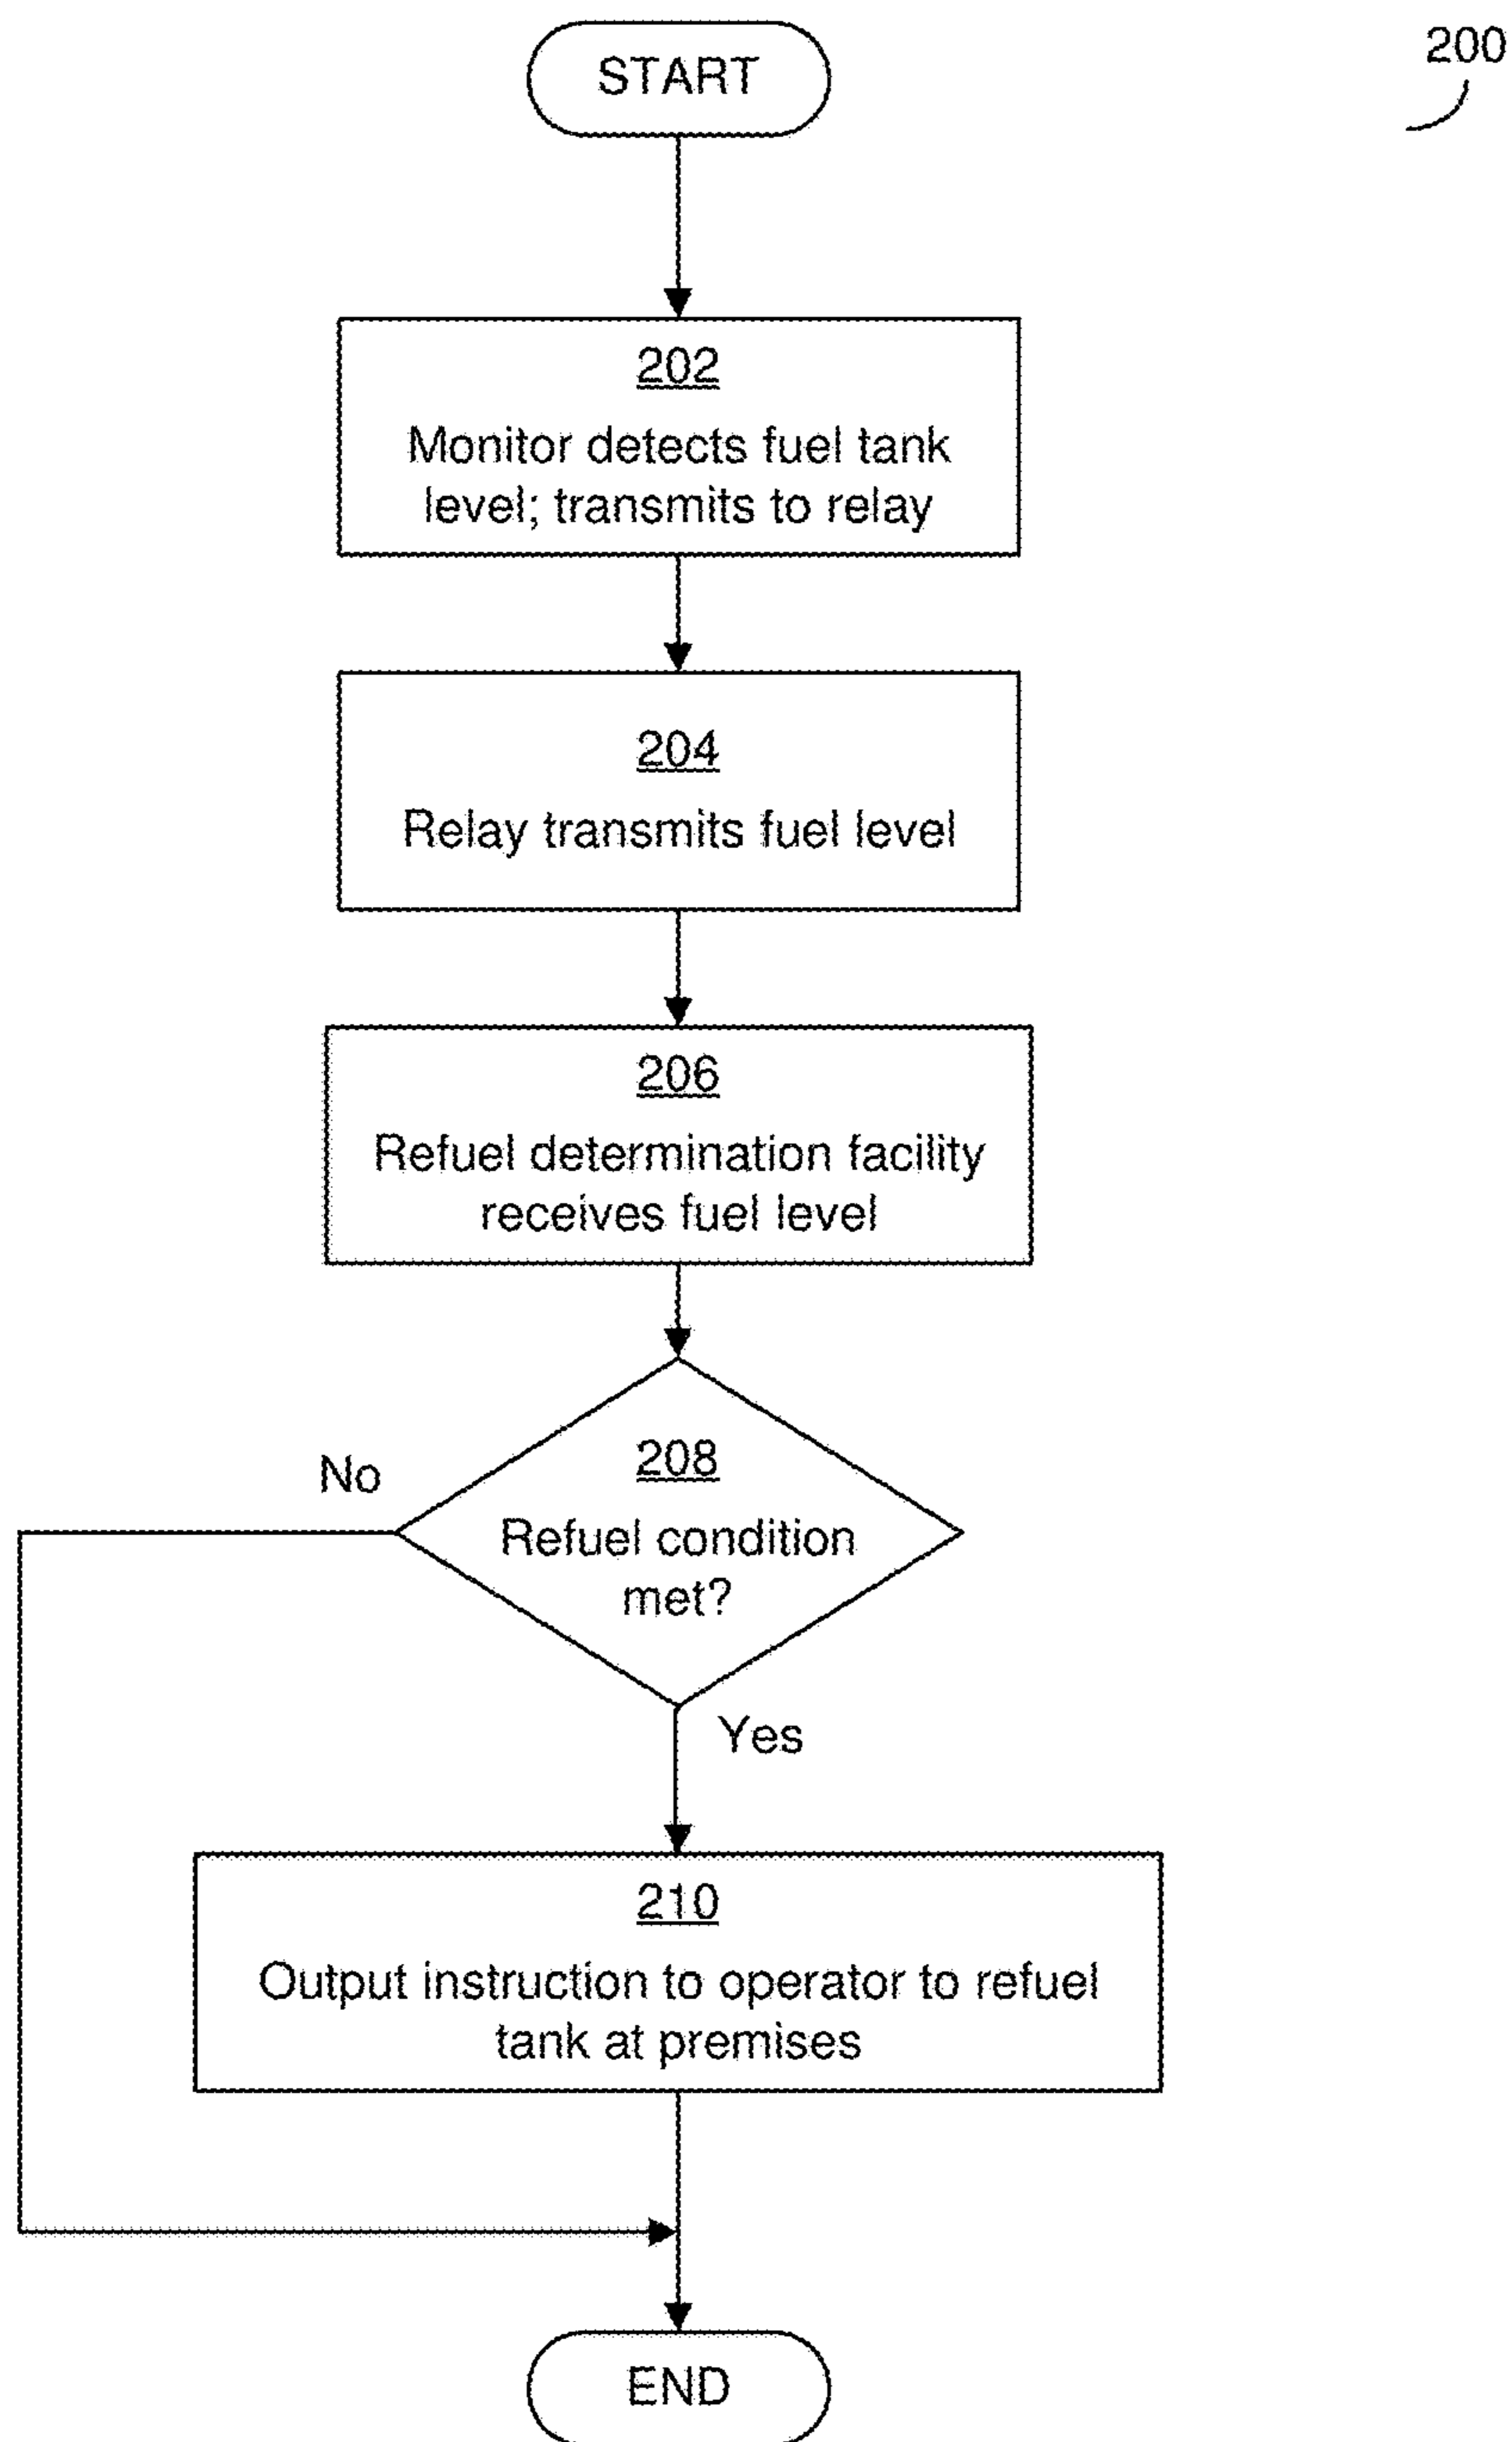 START
200
202
Monitor detects fuel tank
level; transmits to relay
204
Relay transmits fuel level
206
Refuel determination facility
receives fuel level
No
208
Refuel condition
met?
Yes
210
Output instruction to operator to refuel
tank at premises
END